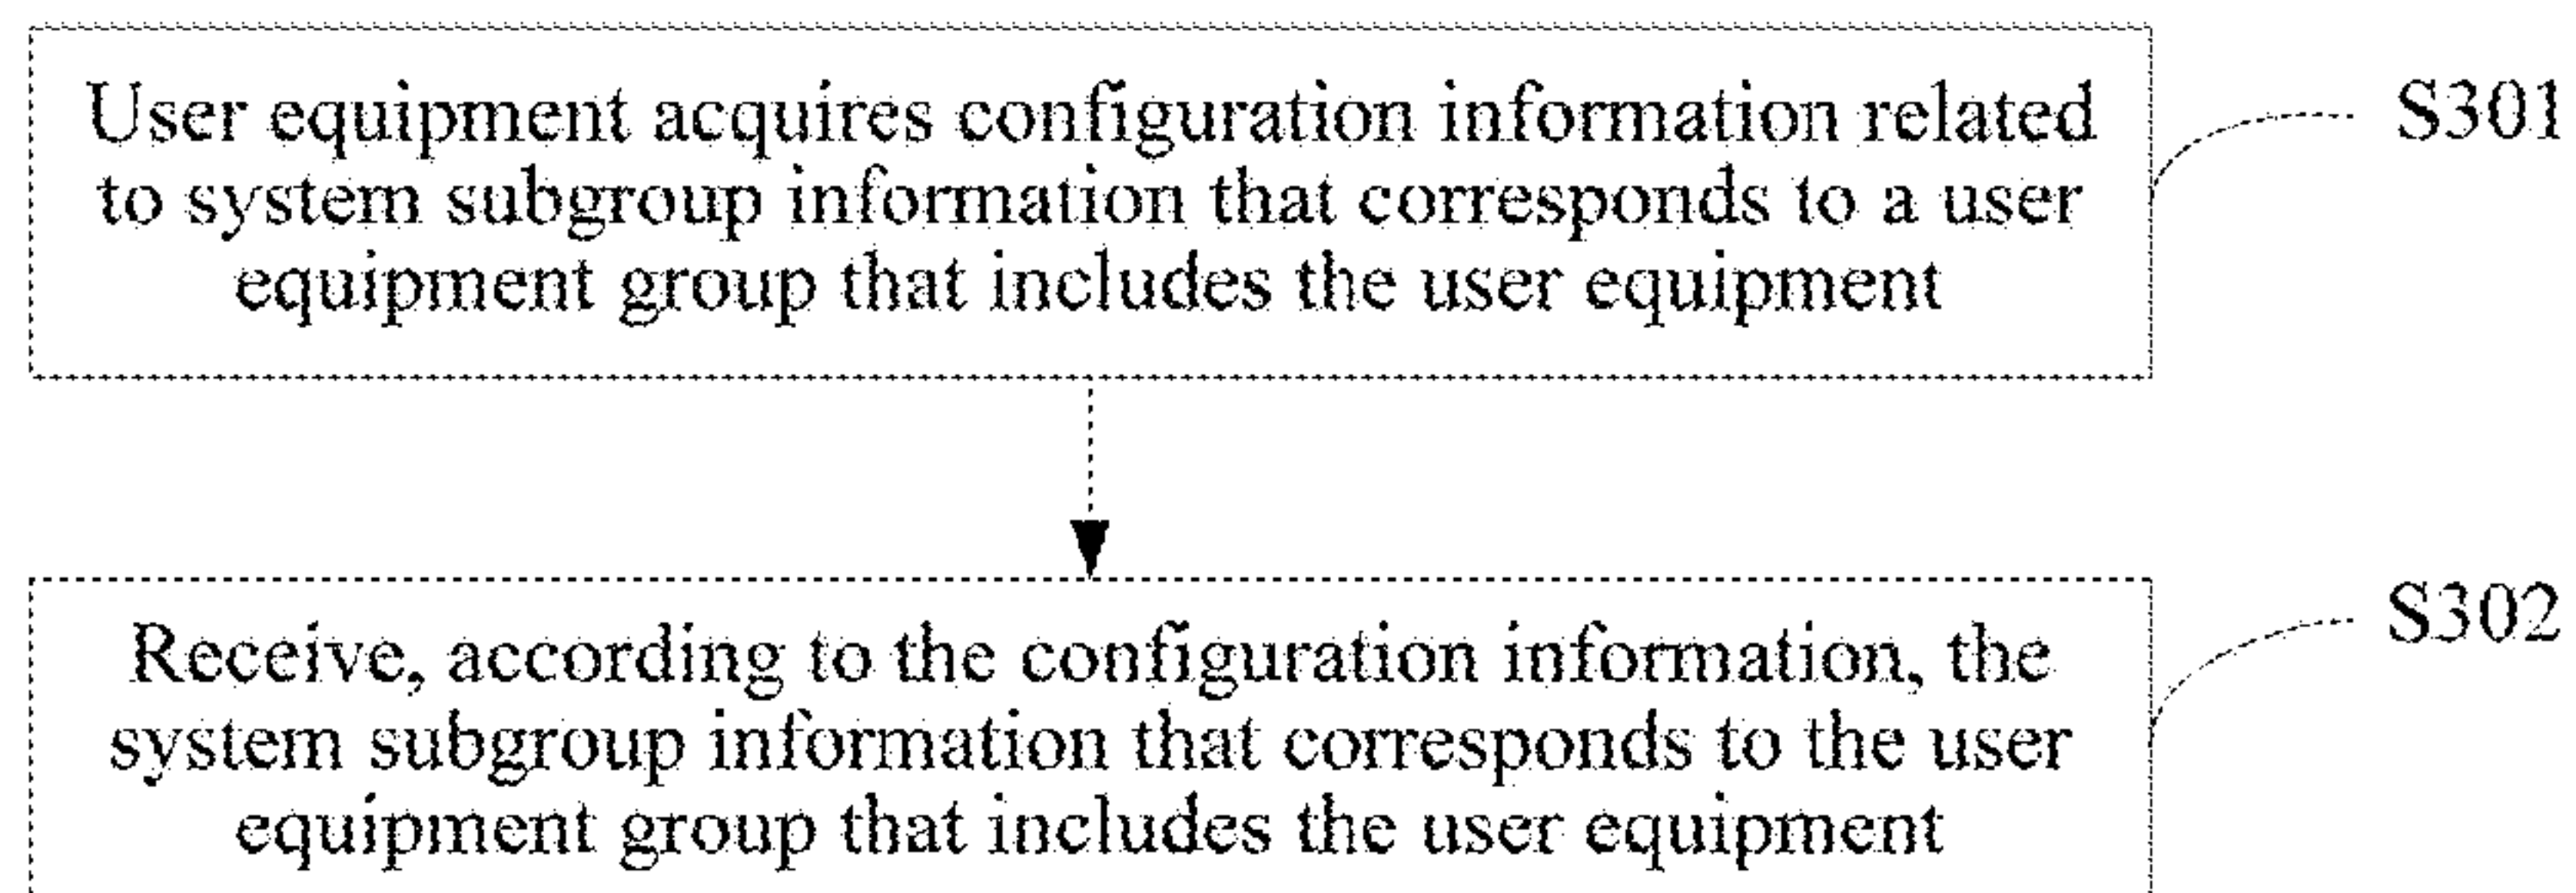 User equipment acquires configuration information related
to system subgroup information that corresponds to a user
equipment group that includes the user equipment
S301
Receive, according to the configuration information, the
system subgroup information that corresponds to the user
equipment group that includes the user equipment
S302